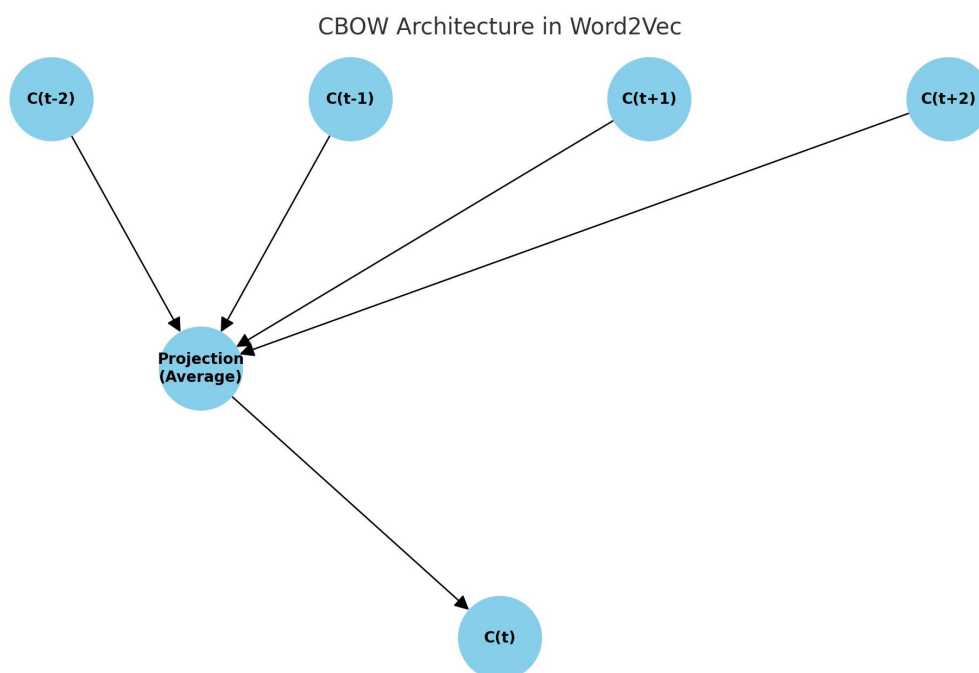 CBOW Architecture in Word2Vec
C(t-2)
C(t-1)
C(t+1)
C(t+2)
Projection
(Average)
C(t)